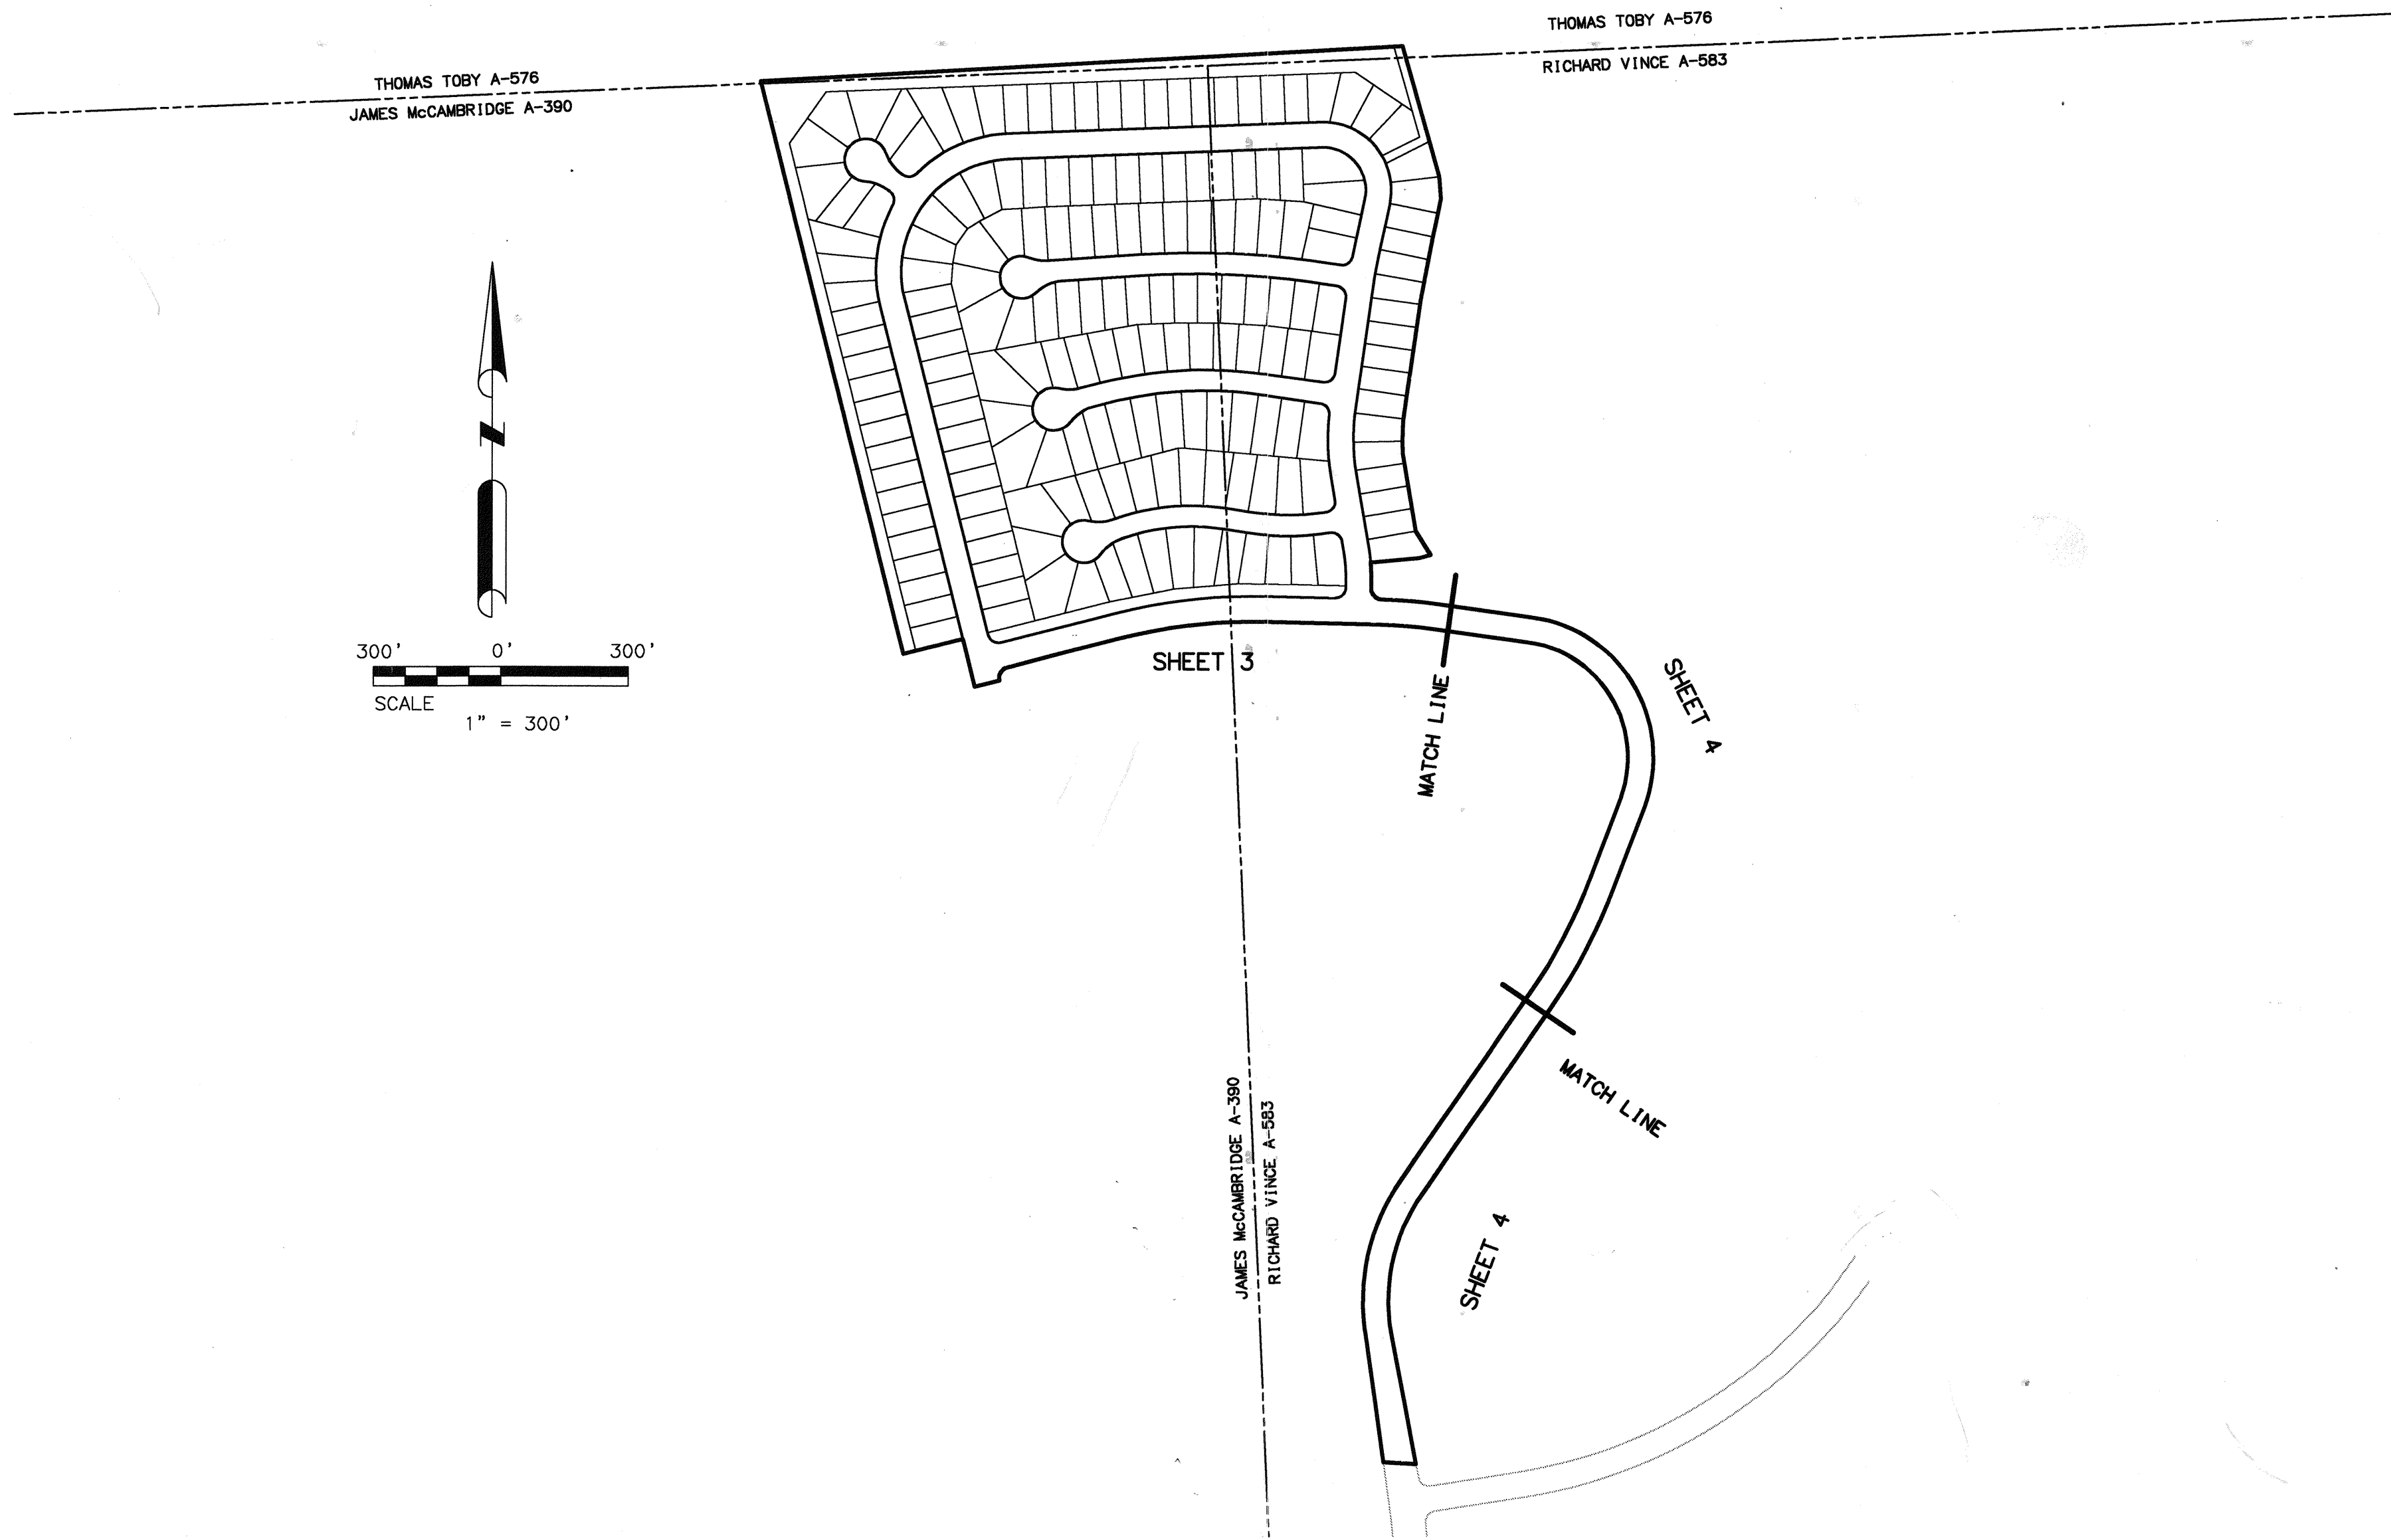 THOMAS TOBY A-576
RICHARD VINCE A-583
THOMAS TOBY A-576
JAMES McCAMBRIDGE A-390
N
300' 0' 300'
SCALE
1" = 300'
SHEET 3
MATCH LINE
SHEET 4
MATCH LINE
JAMES McCAMBRIDGE A-390
RICHARD VINCE A-583
SHEET 4